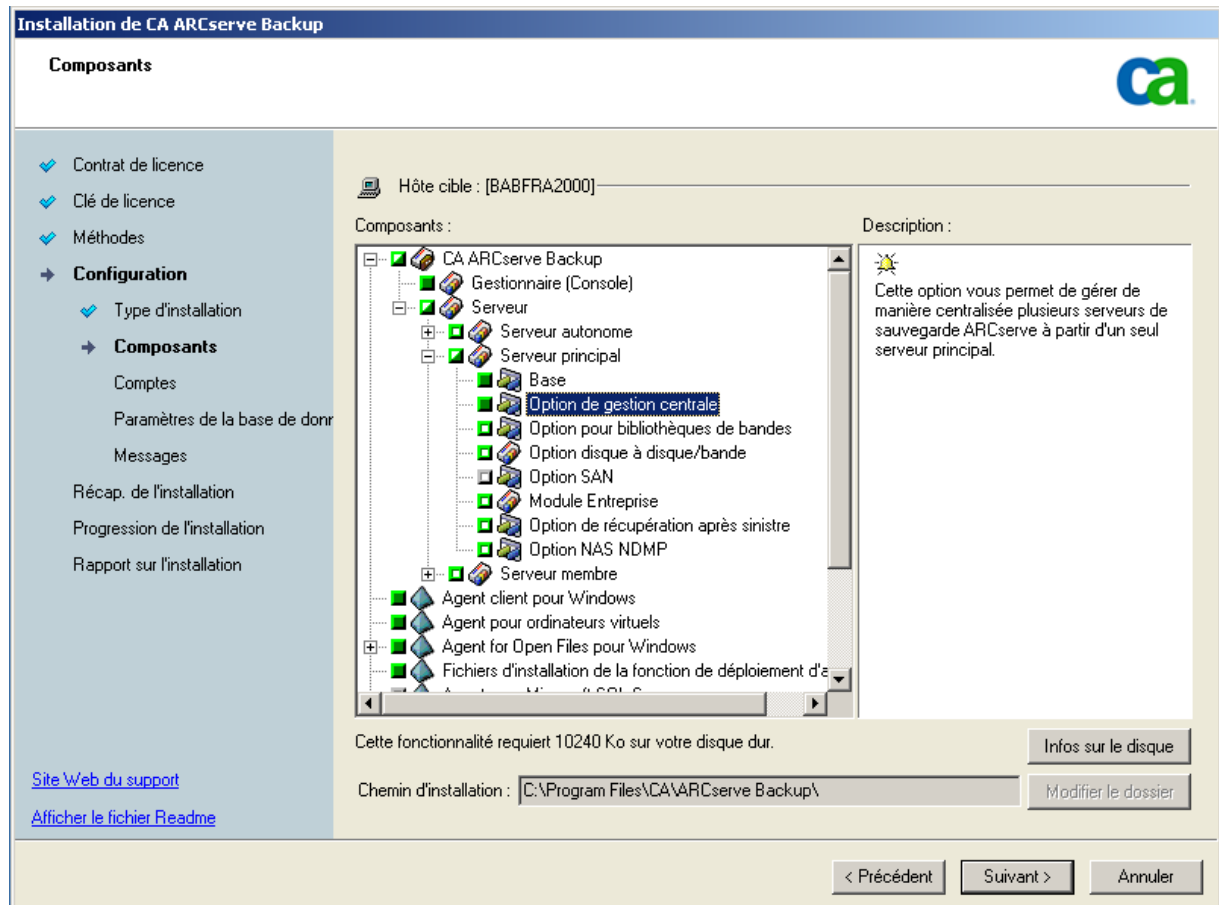 Installation de CA ARCserve Backup
Composants
ca
Contrat de licence
Clé de licence
Méthodes
Configuration
Type d'installation
Composants
Comptes
Paramètres de la base de donr
Messages
Récap. de l'installation
Progression de l'installation
Rapport sur l'installation
Site Web du support
Afficher le fichier Readme
Hôte cible : [BABFRA2000]
Composants :
CA ARCserve Backup
Gestionnaire (Console)
Serveur
Serveur autonome
Serveur principal
Base
Option de gestion centrale
Option pour bibliothèques de bandes
Option disque à disque/bande
Option SAN
Module Entreprise
Option de récupération après sinistre
Option NAS NDMP
Serveur membre
Agent client pour Windows
Agent pour ordinateurs virtuels
Agent for Open Files pour Windows
Fichiers d'installation de la fonction de déploiement d'a
Description :
Cette option vous permet de gérer de
manière centralisée plusieurs serveurs de
sauvegarde ARCserve à partir d'un seul
serveur principal.
Cette fonctionnalité requiert 10240 Ko sur votre disque dur.
Infos sur le disque
Chemin d'installation : C:\Program Files\CA\ARCserve Backup\
Modifier le dossier
< Précédent
Suivant >
Annuler